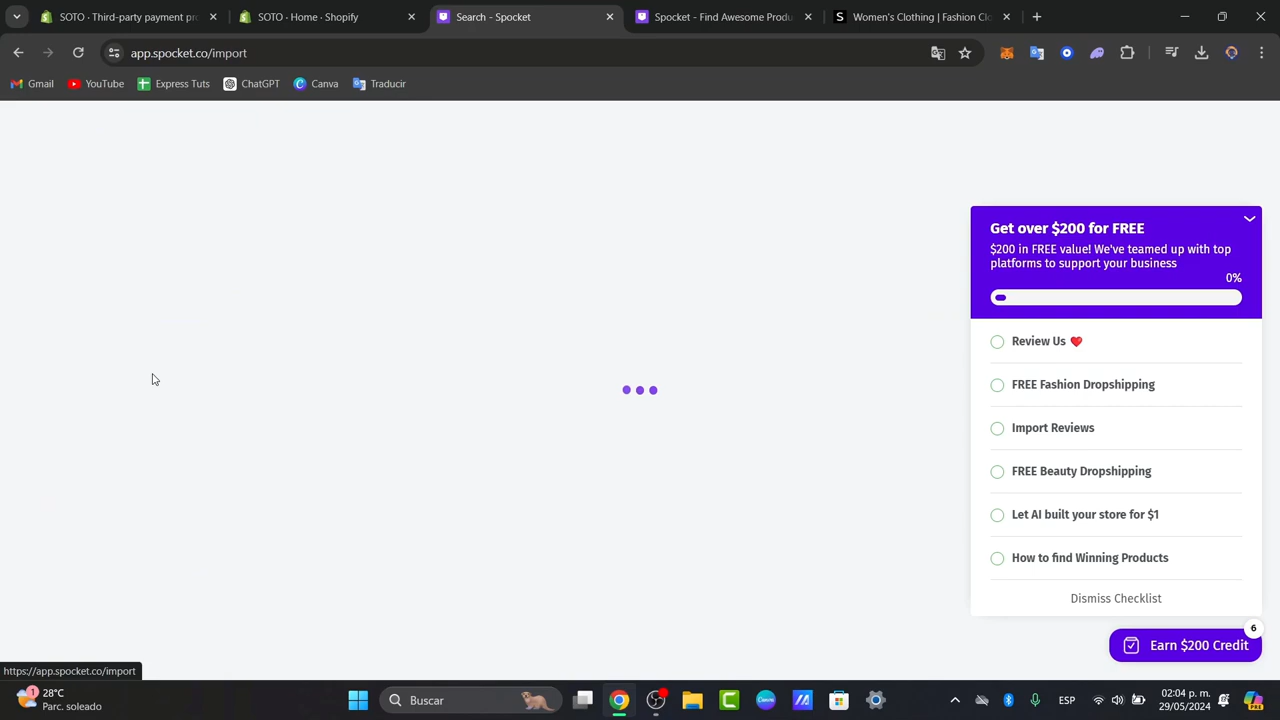 SOTO · Third-party payment pr
SOTO · Home · Shopify
Search - Spocket
Spocket - Find Awesome Produ
S
Women's Clothing | Fashion Clo
app.spocket.co/import
Gmail
YouTube
Express Tuts
ChatGPT
Canva
Traducir
Get over $200 for FREE
$200 in FREE value! We've teamed up with top
platforms to support your business
0%
Review Us ❤️
FREE Fashion Dropshipping
Import Reviews
FREE Beauty Dropshipping
Let AI built your store for $1
How to find Winning Products
Dismiss Checklist
6
Earn $200 Credit
https://app.spocket.co/import
1
28°C
Parc. soleado
Buscar
ESP
02:04 p. m.
29/05/2024
PRE